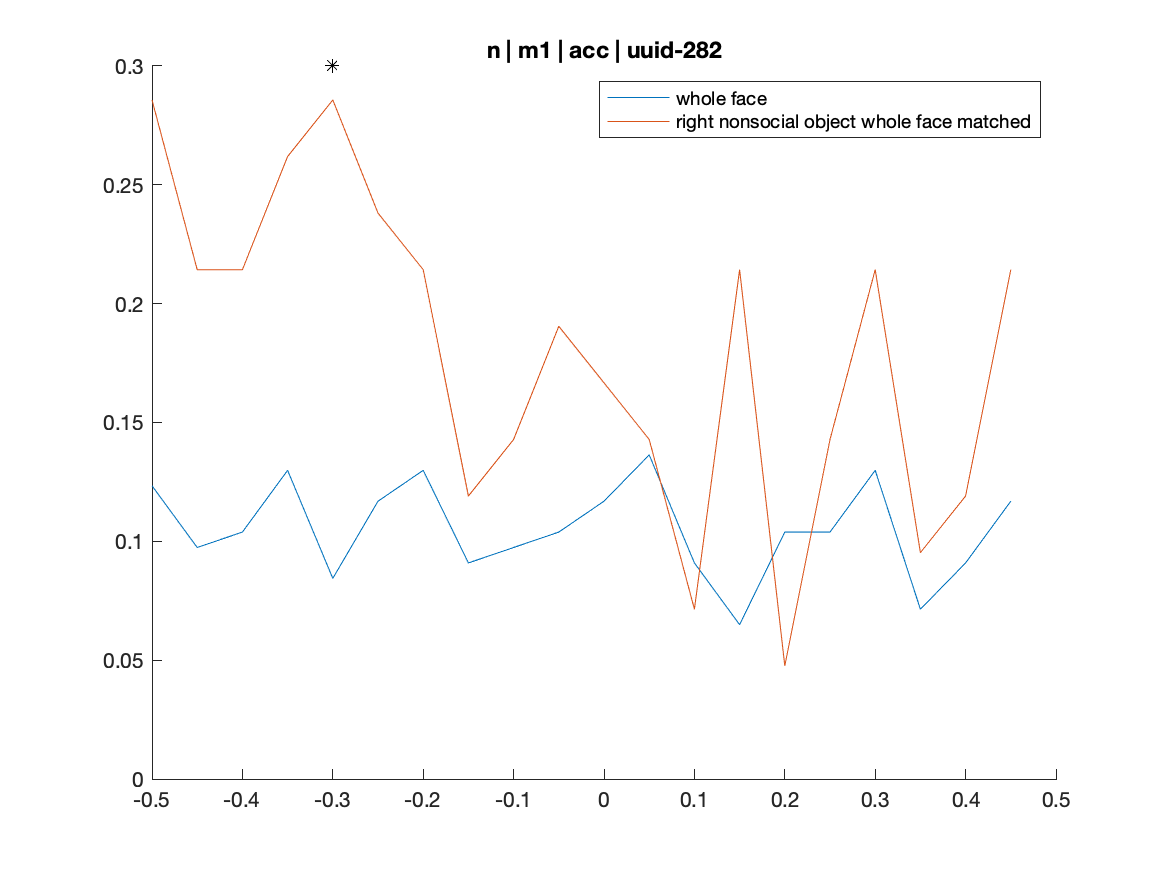 n | m1 | acc | uuid-282
whole face
right nonsocial object whole face matched
0.3
0.25
0.2
0.15
0.1
0.05
0
-0.5 -0.4 -0.3 -0.2 -0.1 0 0.1 0.2 0.3 0.4 0.5